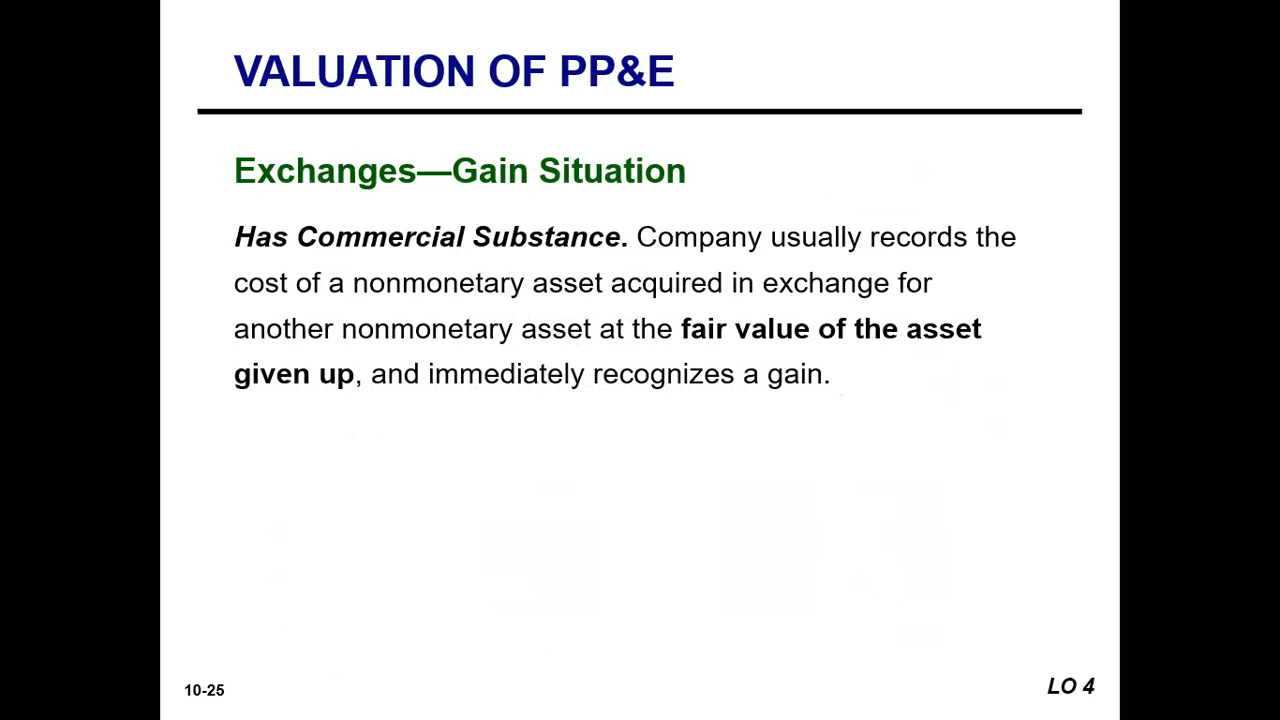 VALUATION OF PP&E
Exchanges—Gain Situation
Has Commercial Substance. Company usually records the
cost of a nonmonetary asset acquired in exchange for
another nonmonetary asset at the fair value of the asset
given up, and immediately recognizes a gain.
10-25
LO 4